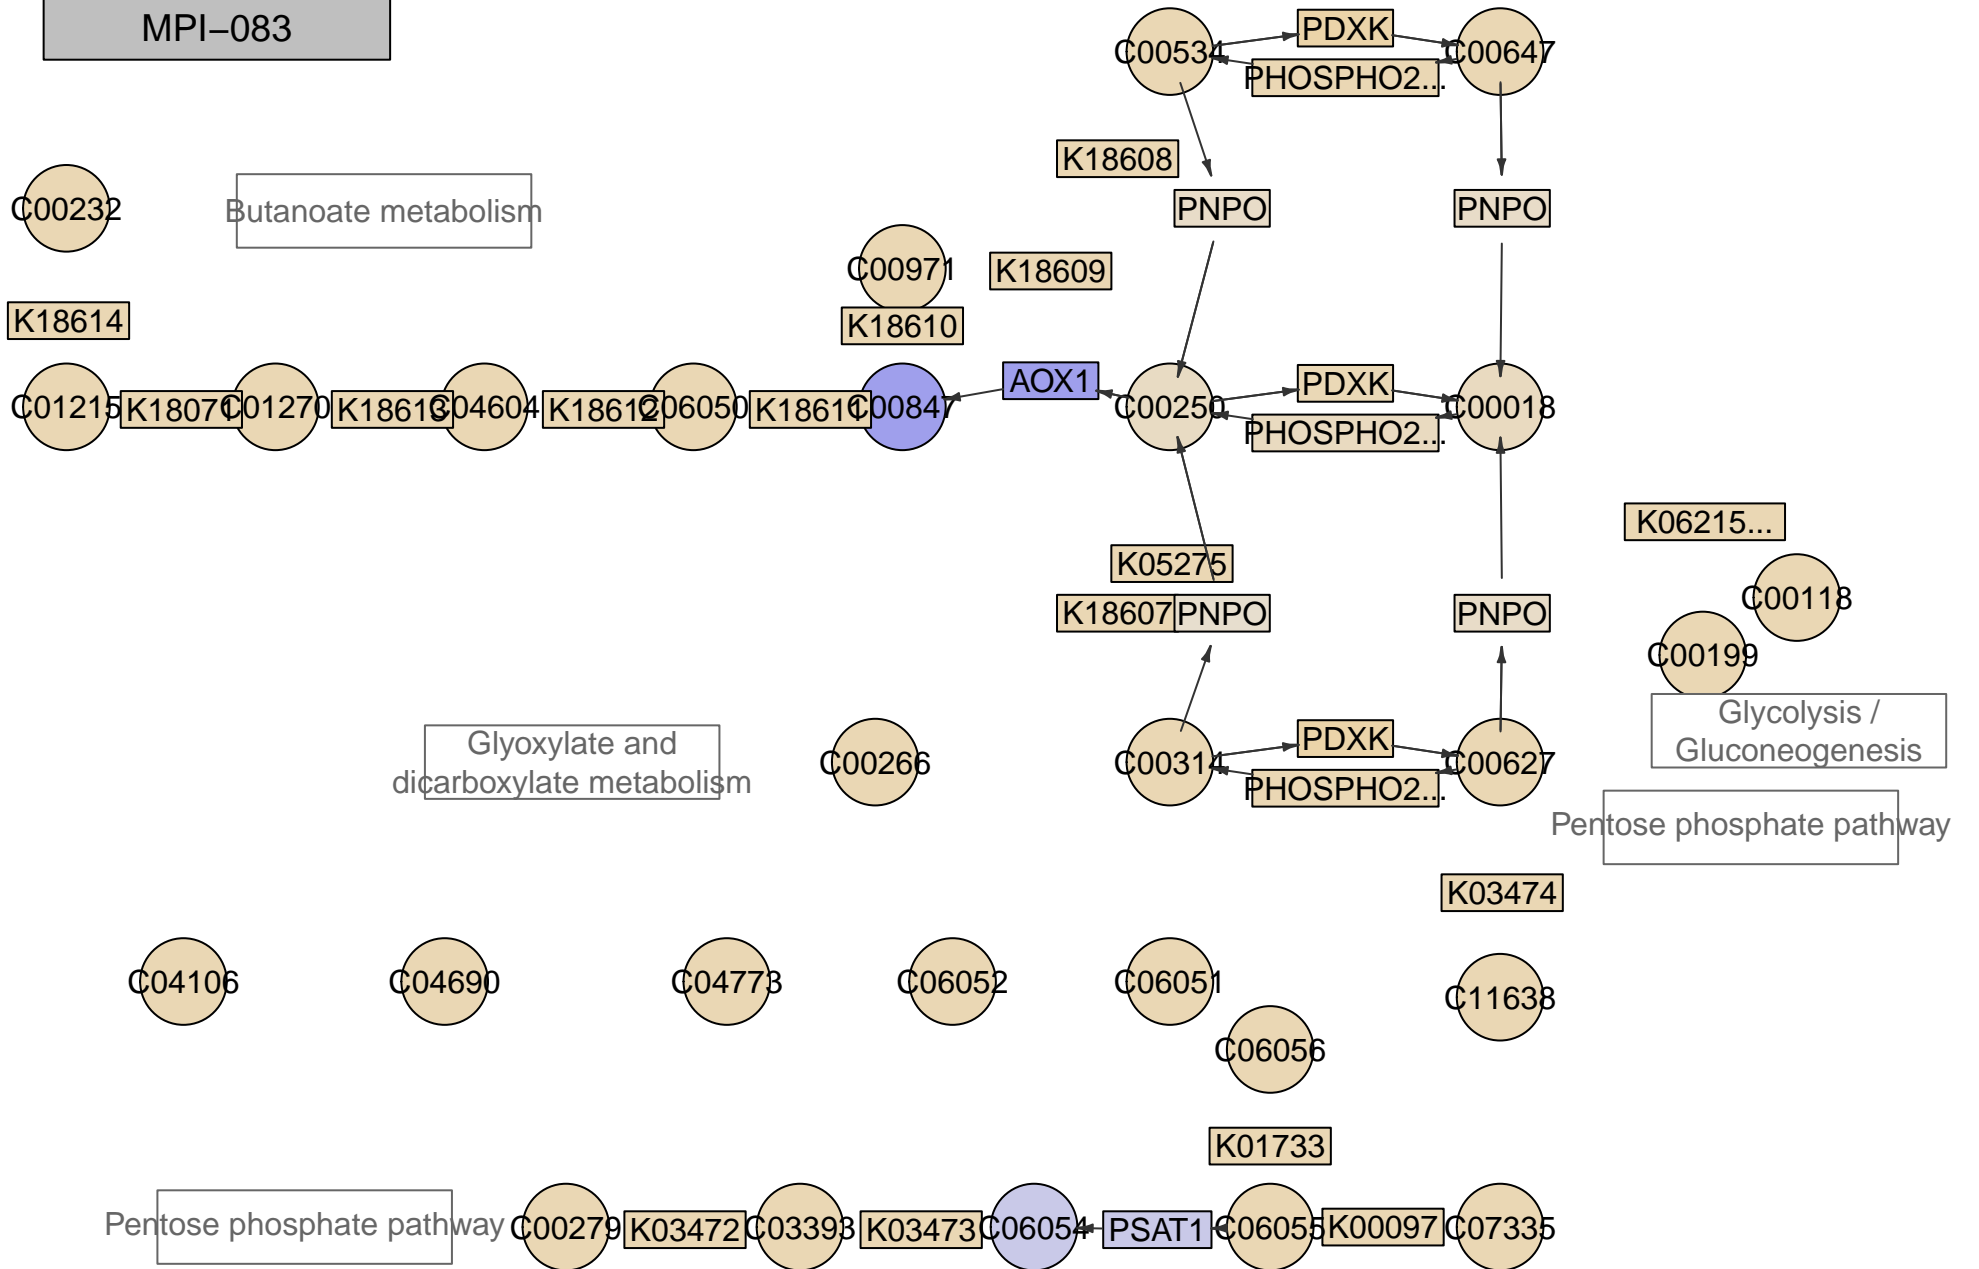 MPI−083
C00534
PDXK
C00647
PHOSPHO2...
K18608
C00232
Butanoate metabolism
PNPO
PNPO
C00971
K18609
K18614
K18610
C01215
K18071
C01270
K18613
C04604
K18612
C06050
K18611
C00847
AOX1
C00250
PDXK
C00018
PHOSPHO2...
K06215...
K05275
C00118
K18607
PNPO
PNPO
C00199
Glyoxylate and
dicarboxylate metabolism
C00266
C00314
PDXK
C00627
PHOSPHO2...
Glycolysis /
Gluconeogenesis
Pentose phosphate pathway
K03474
C04106
C04690
C04773
C06052
C06051
C11638
C06056
K01733
Pentose phosphate pathway
C00279
K03472
C03393
K03473
C06054
PSAT1
C06055
K00097
C07335